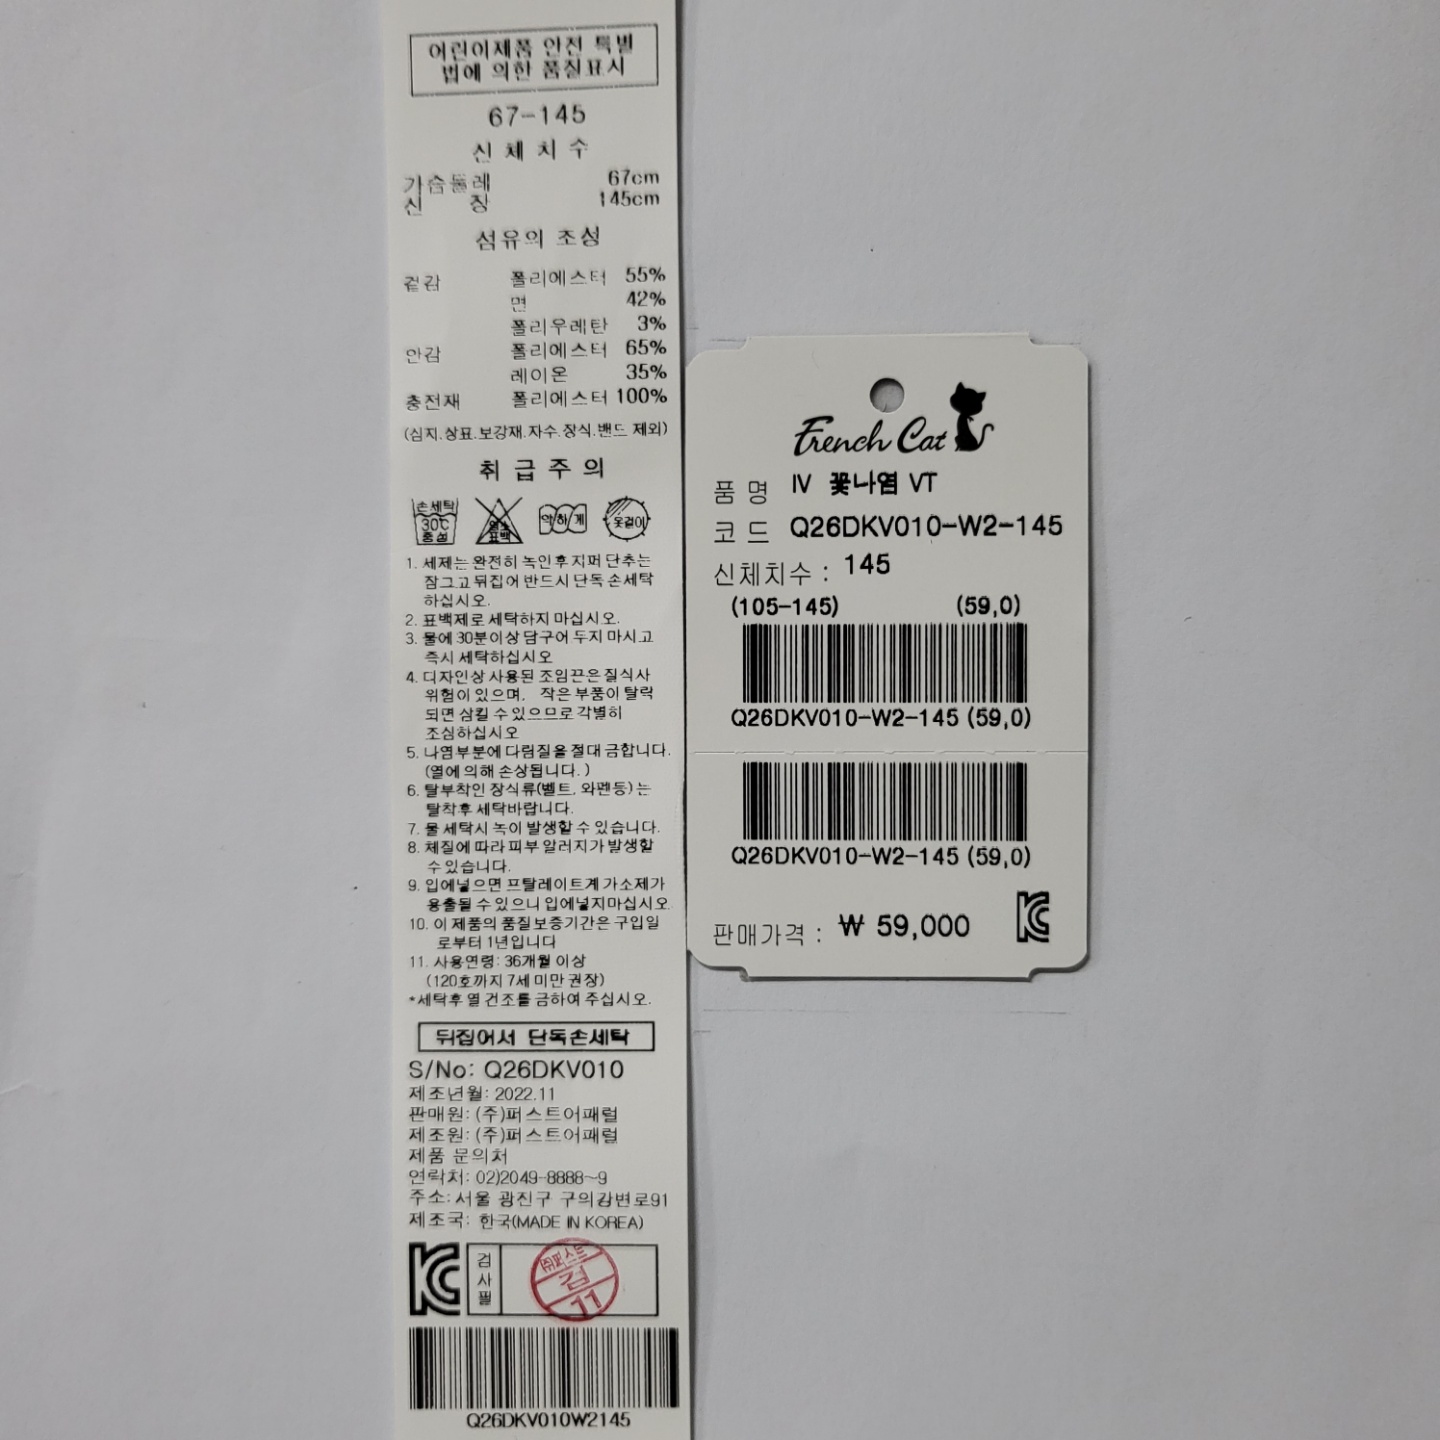 어린이제품 안전 특별
법에 의한 품질표시
67-145
신 체 치 수
가슴둘레 67cm
신 장 145cm
섬유의 조성
겉감 폴리에스터 55%
면 42%
폴리우레탄 3%
안감 폴리에스터 65%
레이온 35%
충전재 폴리에스터 100%
(심지.상표.보강재.자수.장식.밴드 제외)
취 급 주 의
손세탁
30℃
중성
염소
표백
약하게
옷걸이
1. 세제는 완전히 녹인후 지퍼 단추는
잠그고 뒤집어 반드시 단독 손세탁
하십시오.
2. 표백제로 세탁하지 마십시오.
3. 물에 30분이상 담구어 두지 마시고
즉시 세탁하십시오
4. 디자인상 사용된 조임끈은 질식사
위험이 있으며, 작은 부품이 탈락
되면 삼킬 수 있으므로 각별히
조심하십시오
5. 나염부분에 다림질을 절대 금합니다.
(열에 의해 손상됩니다.)
6. 탈부착인 장식류(벨트, 와펜등) 는
탈착후 세탁바랍니다.
7. 물 세탁시 녹이 발생할 수 있습니다.
8. 체질에 따라 피부 알러지가 발생할
수 있습니다.
9. 입에넣으면 프탈레이트계 가소제가
용출될 수 있으니 입에넣지마십시오.
10. 이 제품의 품질보증기간은 구입일
로부터 1년입니다
11. 사용연령: 36개월 이상
(120호까지 7세 미만 권장)
*세탁후 열 건조를 금하여 주십시오.
뒤집어서 단독손세탁
S/No: Q26DKV010
제조년월: 2022.11
판매원: (주)퍼스트어패럴
제조원: (주)퍼스트어패럴
제품 문의처
연락처: 02)2049-8888~9
주소: 서울 광진구 구의강변로91
제조국: 한국(MADE IN KOREA)
KC
검사필
㈜퍼스트
검
11
Q26DKV010W2145
French Cat
품 명 IV 꽃나염 VT
코 드 Q26DKV010-W2-145
신체치수 : 145
(105-145) (59,0)
Q26DKV010-W2-145 (59,0)
Q26DKV010-W2-145 (59,0)
판매가격 : ₩ 59,000
KC